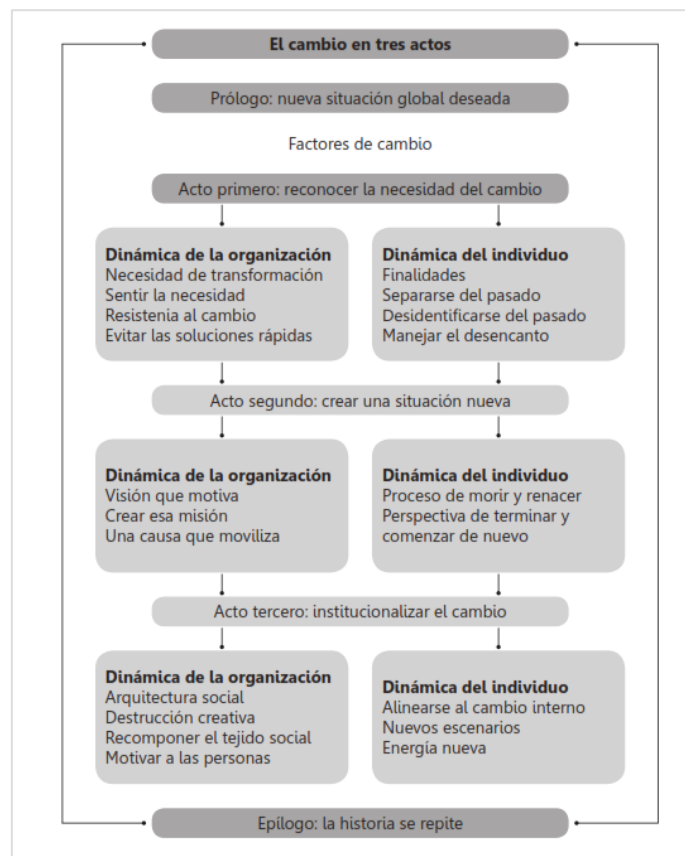 El cambio en tres actos
Prólogo: nueva situación global deseada
Factores de cambio
Acto primero: reconocer la necesidad del cambio
Dinámica de la organización
Necesidad de transformación
Sentir la necesidad
Resistenia al cambio
Evitar las soluciones rápidas
Dinámica del individuo
Finalidades
Separarse del pasado
Desidentificarse del pasado
Manejar el desencanto
Acto segundo: crear una situación nueva
Dinámica de la organización
Visión que motiva
Crear esa misión
Una causa que moviliza
Dinámica del individuo
Proceso de morir y renacer
Perspectiva de terminar y
comenzar de nuevo
Acto tercero: institucionalizar el cambio
Dinámica de la organización
Arquitectura social
Destrucción creativa
Recomponer el tejido social
Motivar a las personas
Dinámica del individuo
Alinearse al cambio interno
Nuevos escenarios
Energía nueva
Epílogo: la historia se repite